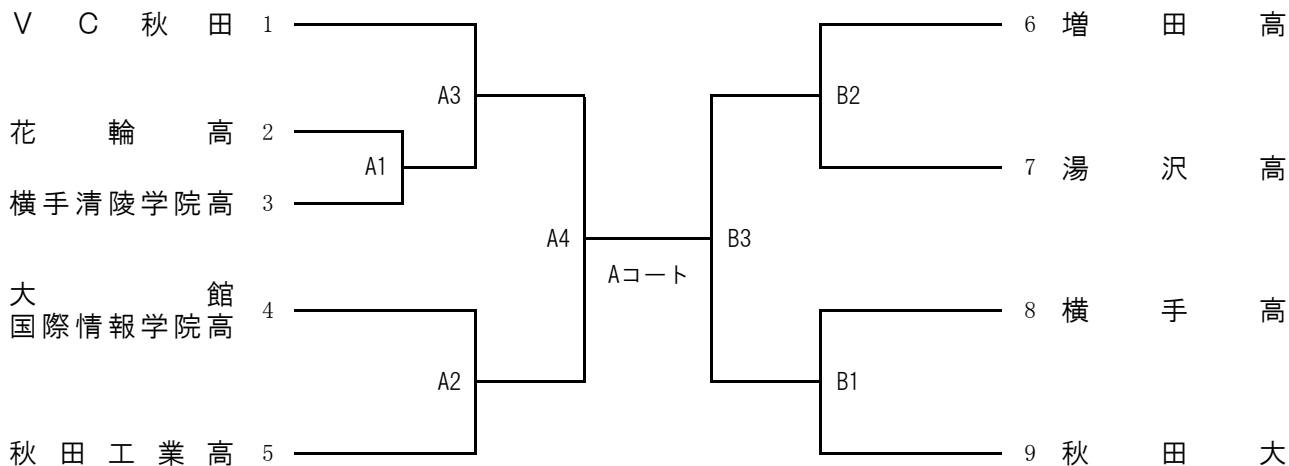 VC秋田 1
花輪高 2
横手清陵学院高 3
大館
国際情報学院高 4
秋田工業高 5
A1
A2
A3
A4
Aコート
B3
B2
B1
6 増田高
7 湯沢高
8 横手高
9 秋田大